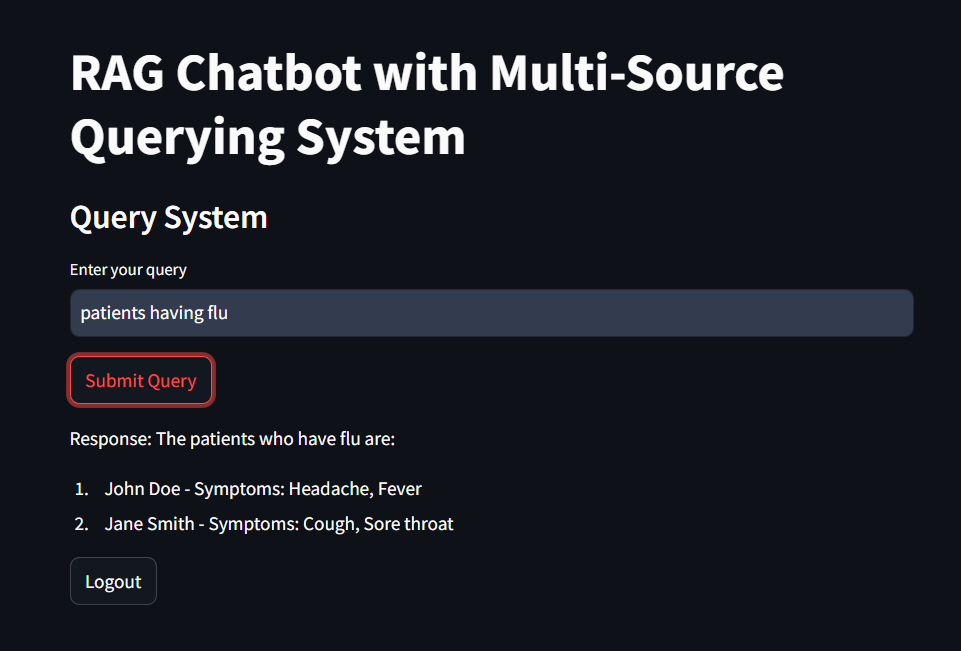 RAG Chatbot with Multi-Source
Querying System
Query System
Enter your query
patients having flu
Submit Query
Response: The patients who have flu are:
1. John Doe - Symptoms: Headache, Fever
2. Jane Smith - Symptoms: Cough, Sore throat
Logout